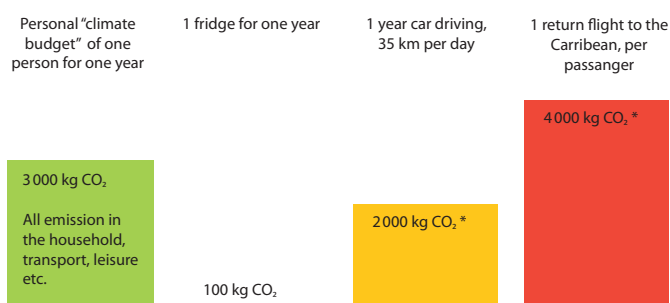 Personal “climate
budget” of one
person for one year
1 fridge for one year
1 year car driving,
35 km per day
1 return flight to the
Carribean, per
passanger
3 000 kg CO₂
All emission in
the household,
transport, leisure
etc.
100 kg CO₂
2 000 kg CO₂ *
4 000 kg CO₂ *